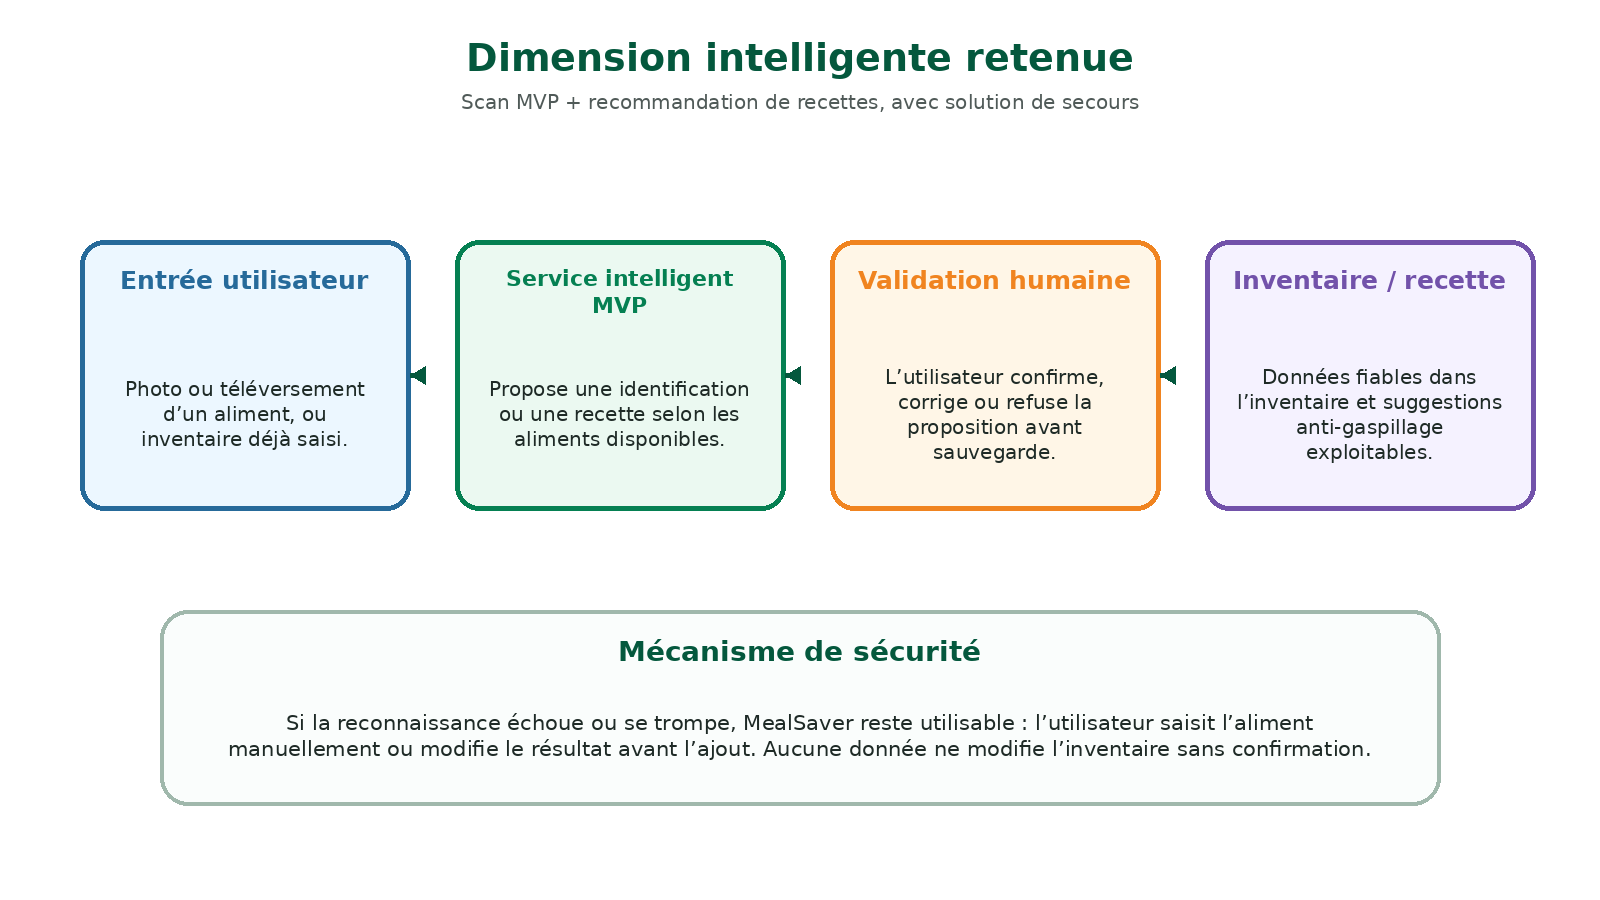 Dimension intelligente retenue
Scan MVP + recommandation de recettes, avec solution de secours
Entrée utilisateur
Photo ou téléversement
d’un aliment, ou
inventaire déjà saisi.
Service intelligent
MVP
Propose une identification
ou une recette selon les
aliments disponibles.
Validation humaine
L’utilisateur confirme,
corrige ou refuse la
proposition avant
sauvegarde.
Inventaire / recette
Données fiables dans
l’inventaire et suggestions
anti-gaspillage
exploitables.
Mécanisme de sécurité
Si la reconnaissance échoue ou se trompe, MealSaver reste utilisable : l’utilisateur saisit l’aliment
manuellement ou modifie le résultat avant l’ajout. Aucune donnée ne modifie l’inventaire sans confirmation.